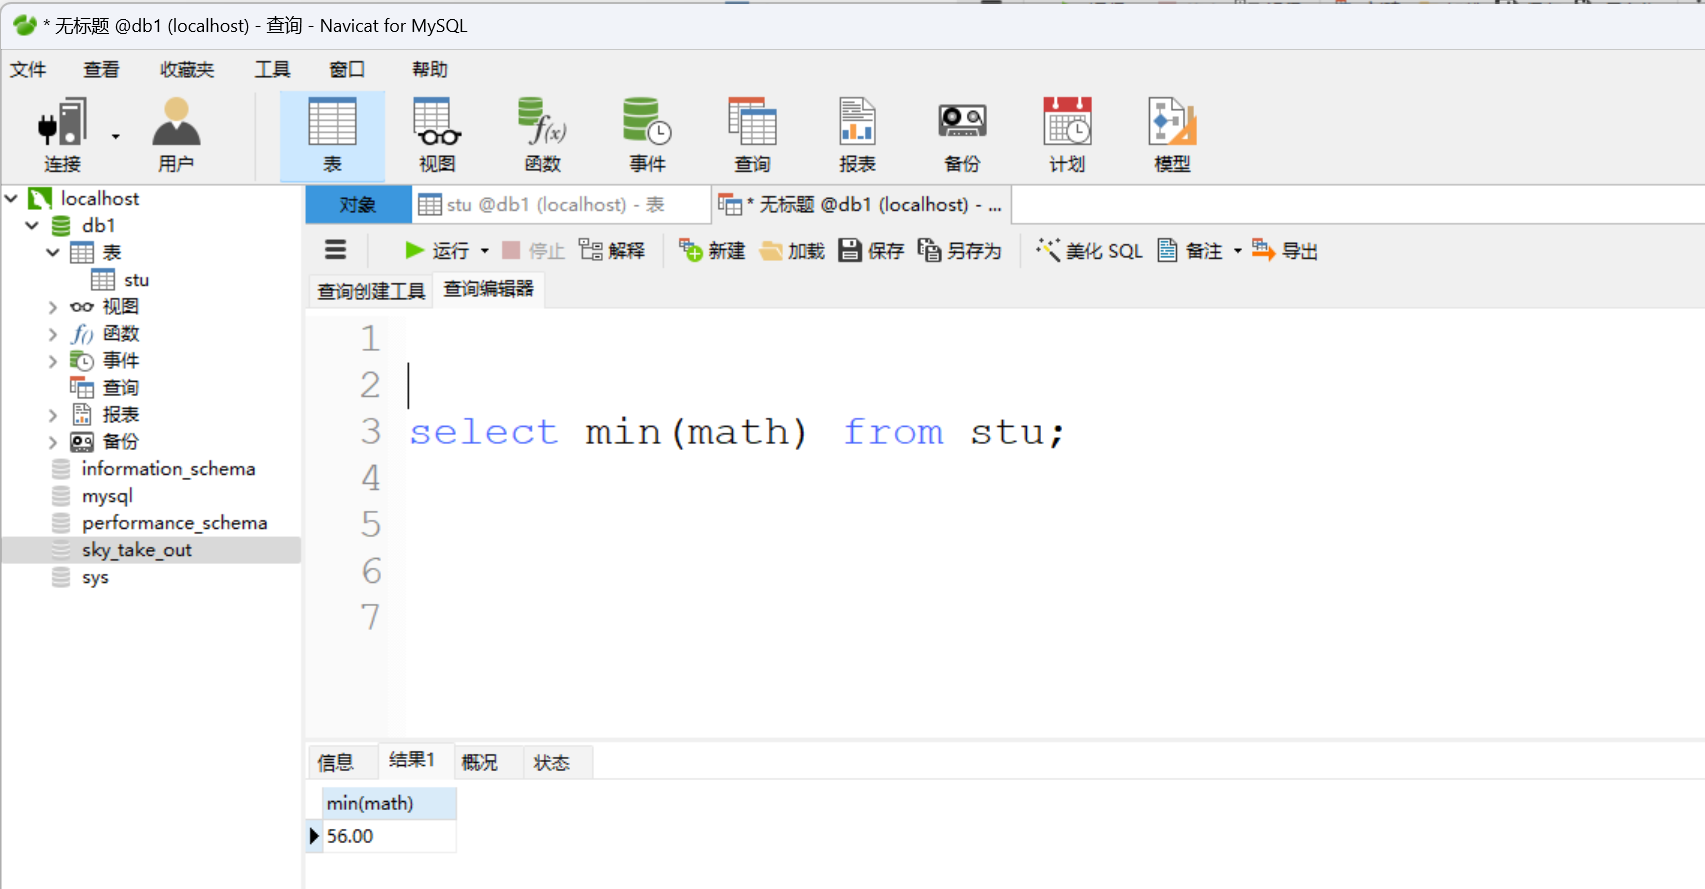 * 无标题 @db1 (localhost) - 查询 - Navicat for MySQL
文件 查看 收藏夹 工具 窗口 帮助
连接 用户 表 视图 函数 事件 查询 报表 备份 计划 模型
localhost
db1
表
stu
视图
函数
事件
查询
报表
备份
information_schema
mysql
performance_schema
sky_take_out
sys
对象 stu @db1 (localhost) - 表 * 无标题 @db1 (localhost) - ...
运行 停止 解释 新建 加载 保存 另存为 美化 SQL 备注 导出
查询创建工具 查询编辑器
1
2
3 select min(math) from stu;
4
5
6
7
信息 结果1 概况 状态
min(math)
56.00